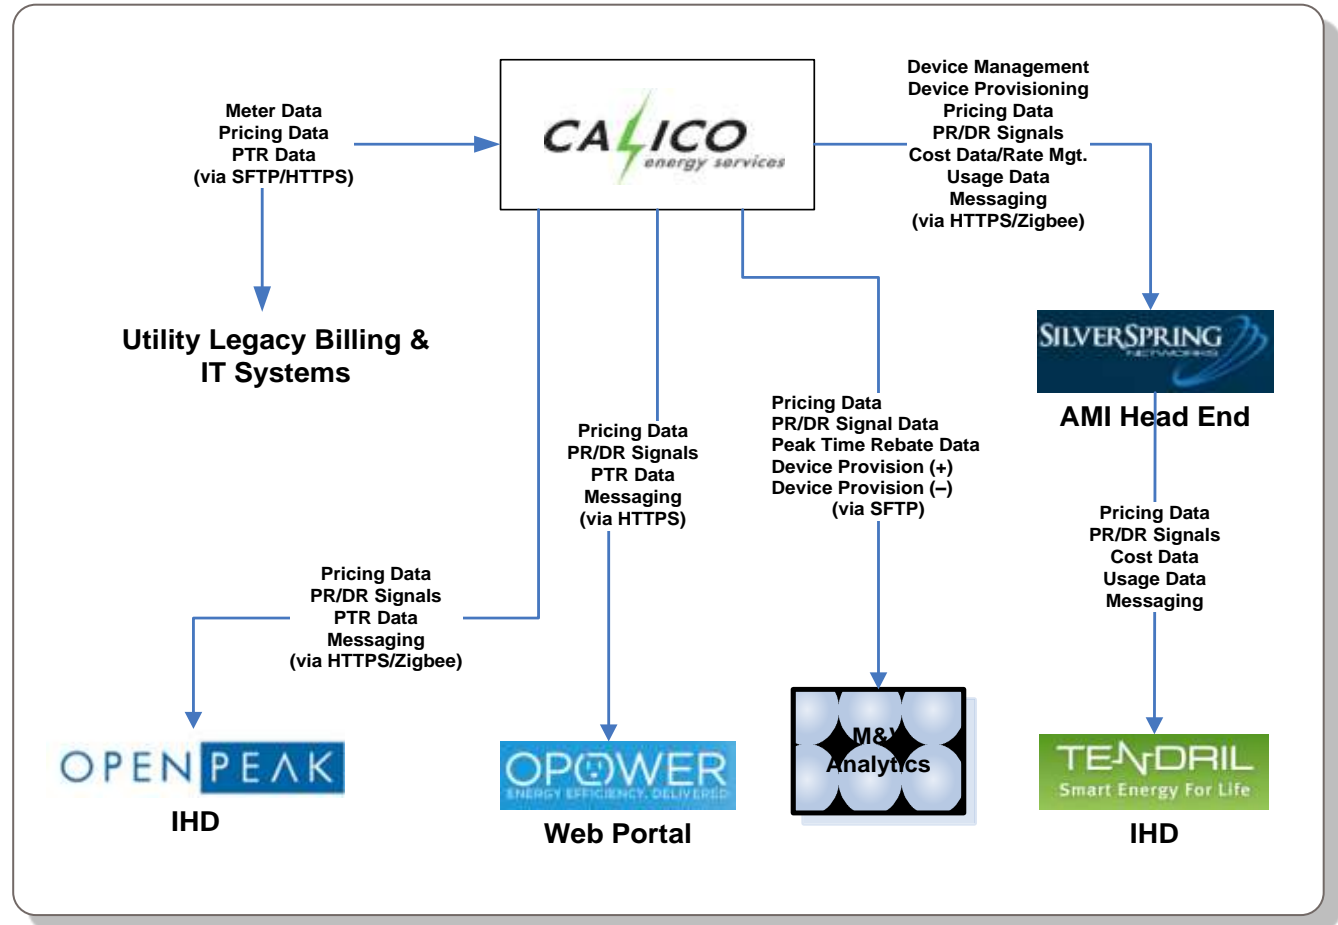 Meter Data
Pricing Data
PTR Data
(via SFTP/HTTPS)
CALICO
energy services
Device Management
Device Provisioning
Pricing Data
PR/DR Signals
Cost Data/Rate Mgt.
Usage Data
Messaging
(via HTTPS/Zigbee)
Utility Legacy Billing &
IT Systems
SILVERSPRING
NETWORKS
AMI Head End
Pricing Data
PR/DR Signals
PTR Data
Messaging
(via HTTPS/Zigbee)
Pricing Data
PR/DR Signals
PTR Data
Messaging
(via HTTPS)
Pricing Data
PR/DR Signal Data
Peak Time Rebate Data
Device Provision (+)
Device Provision (–)
(via SFTP)
Pricing Data
PR/DR Signals
Cost Data
Usage Data
Messaging
OPENPEAK
IHD
OPOWER
ENERGY EFFICIENCY. DELIVERED
Web Portal
M&V
Analytics
TENDRIL
Smart Energy For Life
IHD